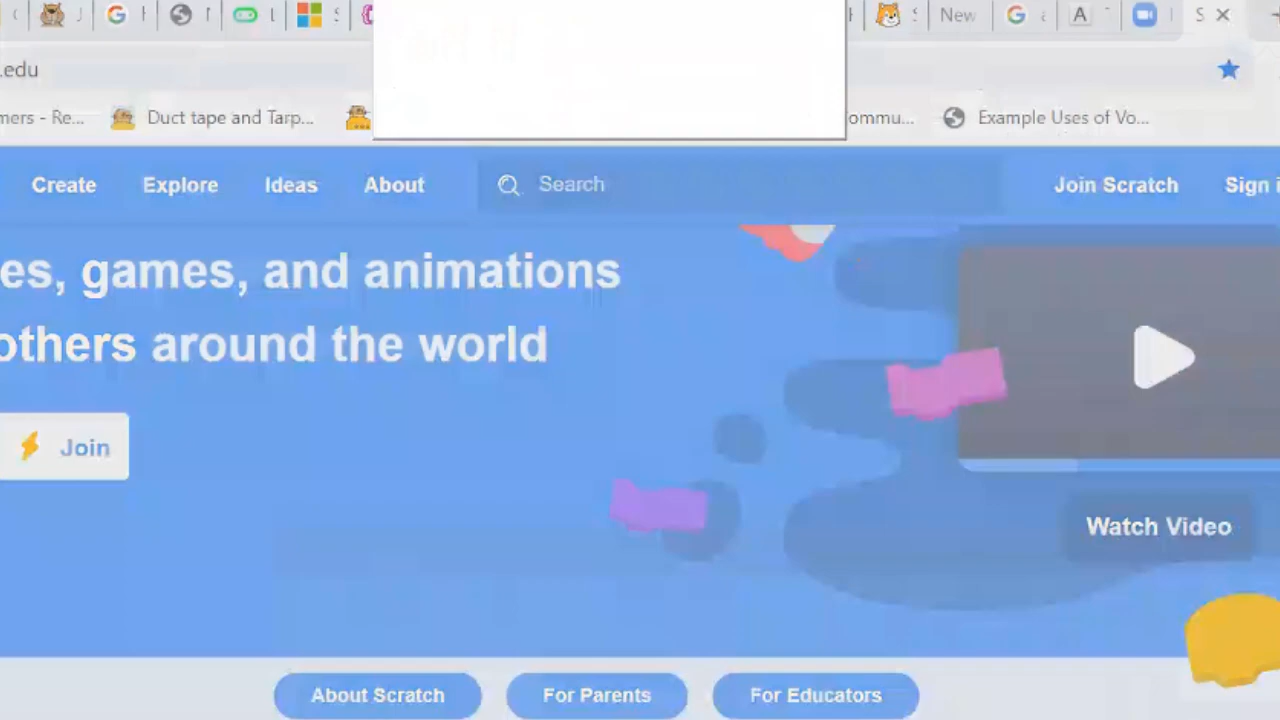 New
A
S
.edu
mers - Re...
Duct tape and Tarp...
ommu...
Example Uses of Vo...
Create
Explore
Ideas
About
Search
Join Scratch
Sign i
es, games, and animations
others around the world
Join
Watch Video
About Scratch
For Parents
For Educators